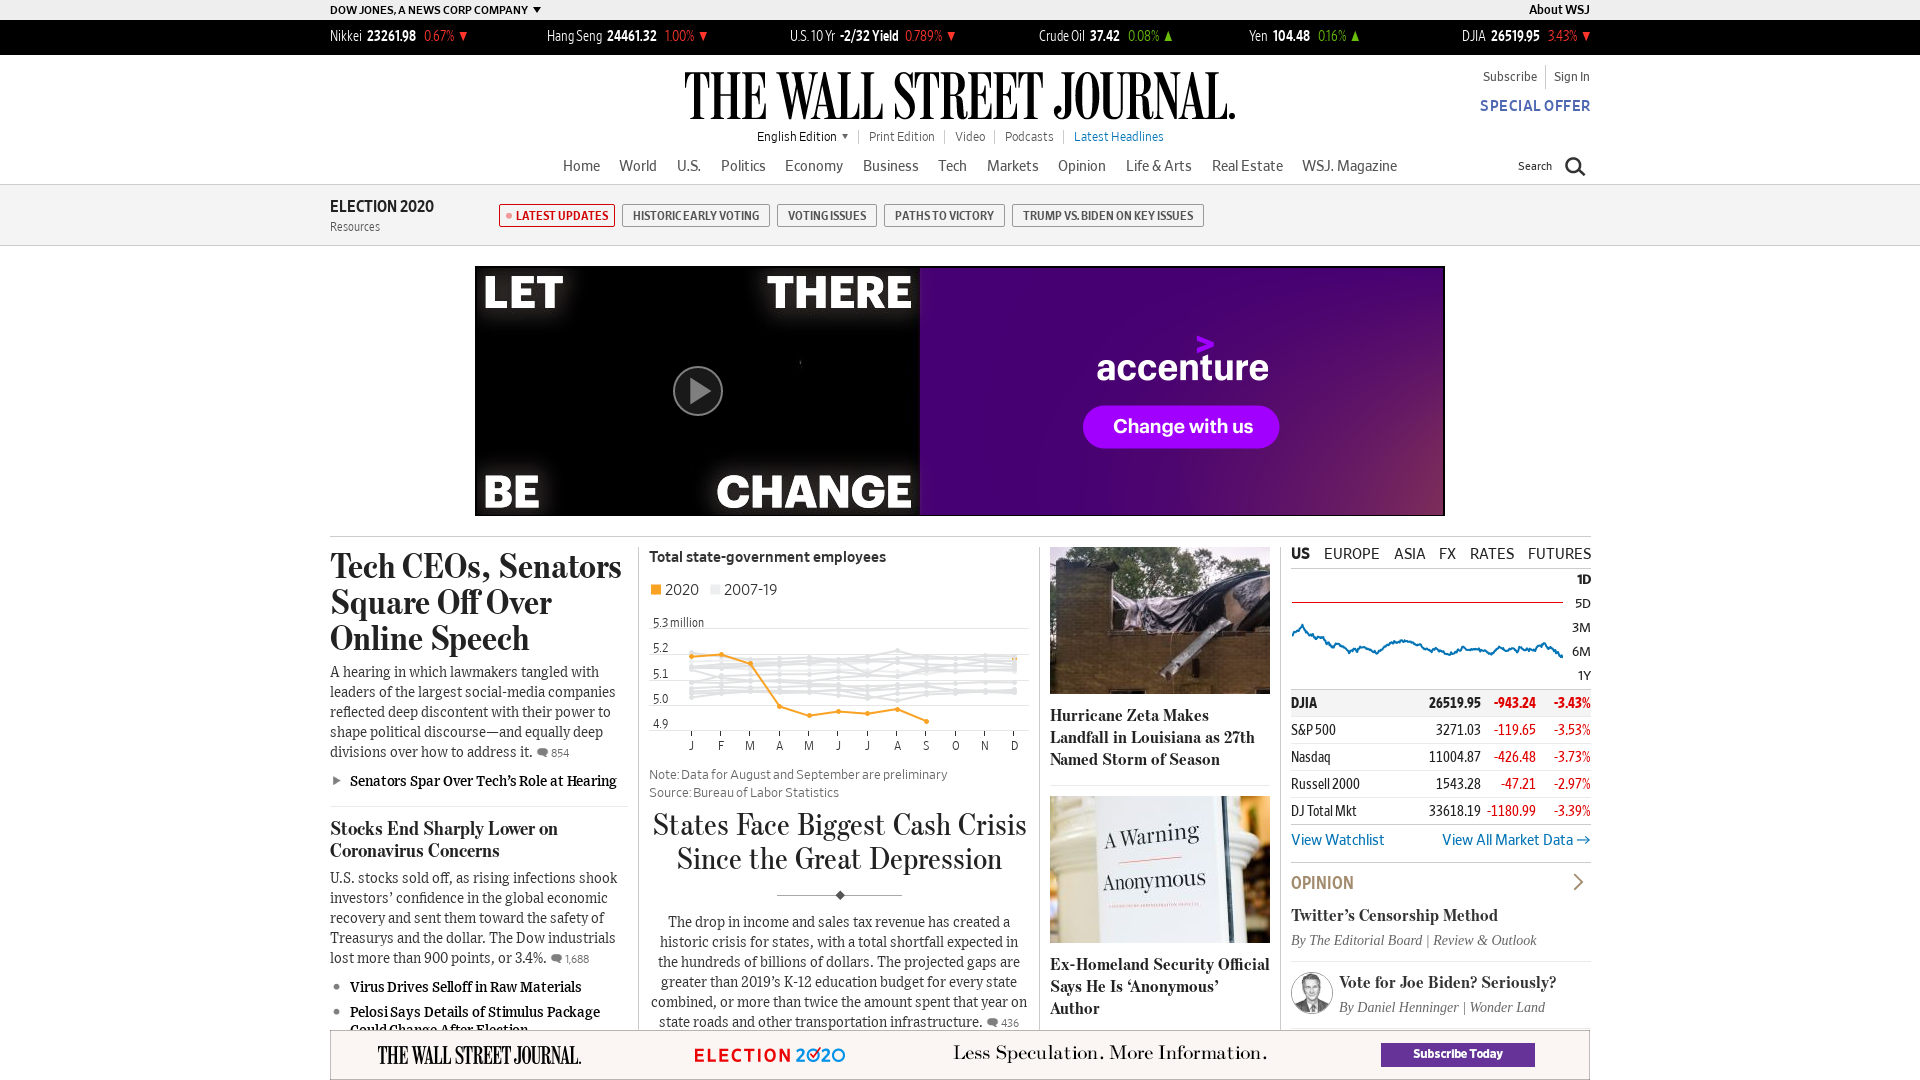 DOW JONES, A NEWS CORP COMPANY
About WSJ
Nikkei 23261.98 0.67%
Hang Seng 24461.32 1.00%
U.S. 10 Yr -2/32 Yield 0.789%
Crude Oil 37.42 0.08%
Yen 104.48 0.16%
DJIA 26519.95 3.43%
THE WALL STREET JOURNAL.
Subscribe
Sign In
SPECIAL OFFER
English Edition
Print Edition
Video
Podcasts
Latest Headlines
Home World U.S. Politics Economy Business Tech Markets Opinion Life & Arts Real Estate WSJ. Magazine
Search
ELECTION 2020
Resources
LATEST UPDATES
HISTORIC EARLY VOTING
VOTING ISSUES
PATHS TO VICTORY
TRUMP VS. BIDEN ON KEY ISSUES
LET THERE
BE CHANGE
accenture
Change with us
Tech CEOs, Senators
Square Off Over
Online Speech
A hearing in which lawmakers tangled with
leaders of the largest social-media companies
reflected deep discontent with their power to
shape political discourse—and equally deep
divisions over how to address it. 854
Senators Spar Over Tech's Role at Hearing
Stocks End Sharply Lower on
Coronavirus Concerns
U.S. stocks sold off, as rising infections shook
investors' confidence in the global economic
recovery and sent them toward the safety of
Treasurys and the dollar. The Dow industrials
lost more than 900 points, or 3.4%. 1,688
Virus Drives Selloff in Raw Materials
Pelosi Says Details of Stimulus Package
Could Change After Election
Total state-government employees
2020 2007-19
5.3 million
5.2
5.1
5.0
4.9
J F M A M J J A S O N D
Note: Data for August and September are preliminary
Source: Bureau of Labor Statistics
States Face Biggest Cash Crisis
Since the Great Depression
The drop in income and sales tax revenue has created a
historic crisis for states, with a total shortfall expected in
the hundreds of billions of dollars. The projected gaps are
greater than 2019's K-12 education budget for every state
combined, or more than twice the amount spent that year on
state roads and other transportation infrastructure. 436
Hurricane Zeta Makes
Landfall in Louisiana as 27th
Named Storm of Season
A Warning
Anonymous
Ex-Homeland Security Official
Says He Is 'Anonymous'
Author
US EUROPE ASIA FX RATES FUTURES
1D
5D
3M
6M
1Y
DJIA 26519.95 -943.24 -3.43%
S&P 500 3271.03 -119.65 -3.53%
Nasdaq 11004.87 -426.48 -3.73%
Russell 2000 1543.28 -47.21 -2.97%
DJ Total Mkt 33618.19 -1180.99 -3.39%
View Watchlist
View All Market Data
OPINION
Twitter's Censorship Method
By The Editorial Board | Review & Outlook
Vote for Joe Biden? Seriously?
By Daniel Henninger | Wonder Land
THE WALL STREET JOURNAL.
ELECTION 2020
Less Speculation. More Information.
Subscribe Today